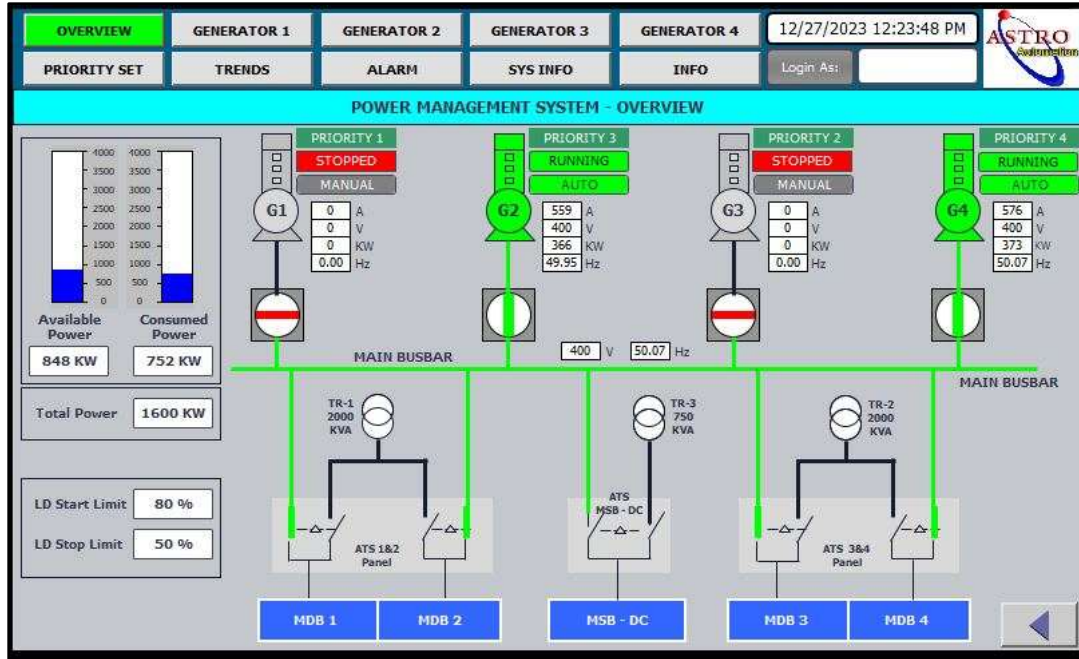 OVERVIEW GENERATOR 1 GENERATOR 2 GENERATOR 3 GENERATOR 4 12/27/2023 12:23:48 PM
ASTRO
Automation
PRIORITY SET TRENDS ALARM SYS INFO INFO Login As:
POWER MANAGEMENT SYSTEM - OVERVIEW
4000 4000
3500 3500
3000 3000
2500 2500
2000 2000
1500 1500
1000 1000
500 500
0 0
Available Power
Consumed Power
848 KW 752 KW
Total Power 1600 KW
LD Start Limit 80 %
LD Stop Limit 50 %
PRIORITY 1
STOPPED
MANUAL
G1
0 A
0 V
0 KW
0.00 Hz
PRIORITY 3
RUNNING
AUTO
G2
559 A
400 V
366 KW
49.95 Hz
PRIORITY 2
STOPPED
MANUAL
G3
0 A
0 V
0 KW
0.00 Hz
PRIORITY 4
RUNNING
AUTO
G4
576 A
400 V
373 KW
50.07 Hz
MAIN BUSBAR
400 V 50.07 Hz
MAIN BUSBAR
TR-1
2000
KVA
TR-3
750
KVA
TR-2
2000
KVA
ATS 1&2
Panel
ATS
MSB - DC
ATS 3&4
Panel
MDB 1 MDB 2 MSB - DC MDB 3 MDB 4